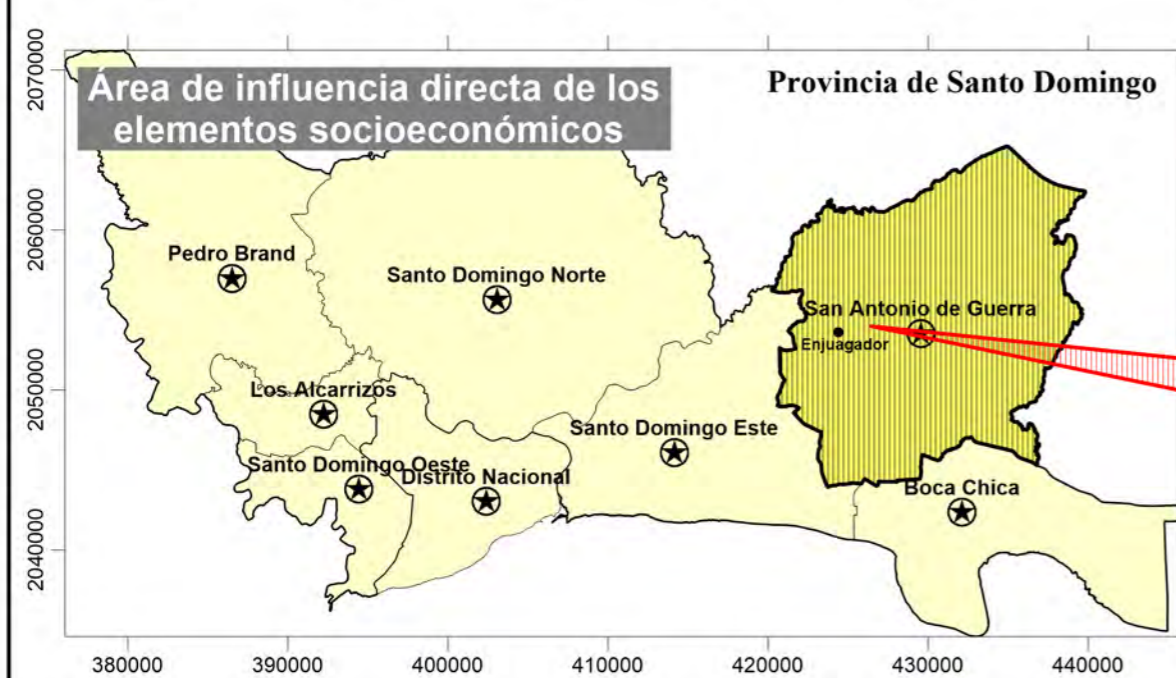 Área de influencia directa de los
elementos socioeconómicos
Provincia de Santo Domingo
2070000
2060000
2050000
2040000
Pedro Brand
Santo Domingo Norte
San Antonio de Guerra
Enjuagador
Los Alcarrizos
Santo Domingo Este
Santo Domingo Oeste
Distrito Nacional
Boca Chica
380000
390000
400000
410000
420000
430000
440000